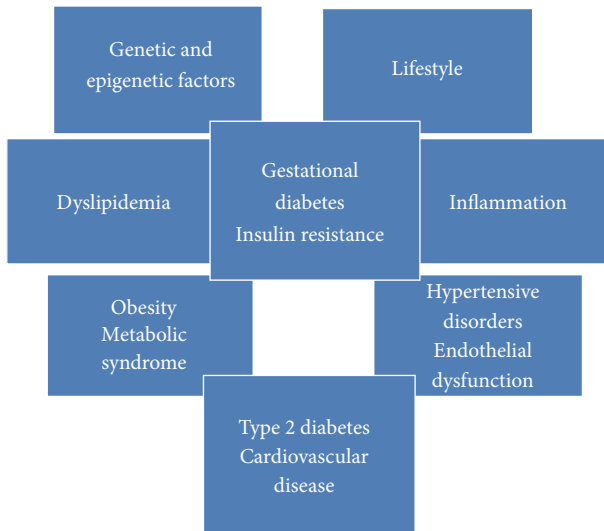 Genetic and
epigenetic factors
Lifestyle
Dyslipidemia
Gestational
diabetes
Insulin resistance
Inflammation
Obesity
Metabolic
syndrome
Hypertensive
disorders
Endothelial
dysfunction
Type 2 diabetes
Cardiovascular
disease